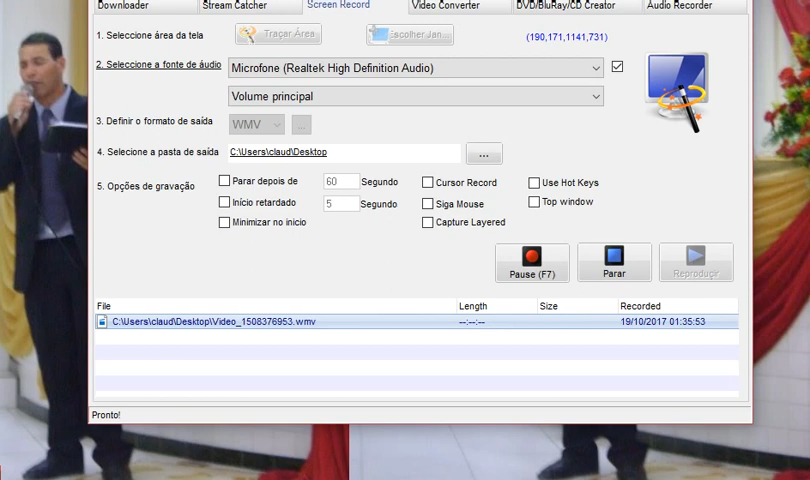 Downloader Stream Catcher Screen Record Video Converter DVD/BluRay/CD Creator Áudio Recorder
1. Seleccione área da tela Traçar Área Escolher Jan... (190,171,1141,731)
2. Seleccione a fonte de áudio Microfone (Realtek High Definition Audio)
Volume principal
3. Definir o formato de saída WMV ...
4. Selecione a pasta de saída C:\Users\claud\Desktop ...
5. Opções de gravação Parar depois de 60 Segundo Cursor Record Use Hot Keys
Início retardado 5 Segundo Siga Mouse Top window
Minimizar no inicio Capture Layered
Pause (F7) Parar Reproduçir
File Length Size Recorded
C:\Users\claud\Desktop\Video_1508376953.wmv --:--:-- 19/10/2017 01:35:53
Pronto!